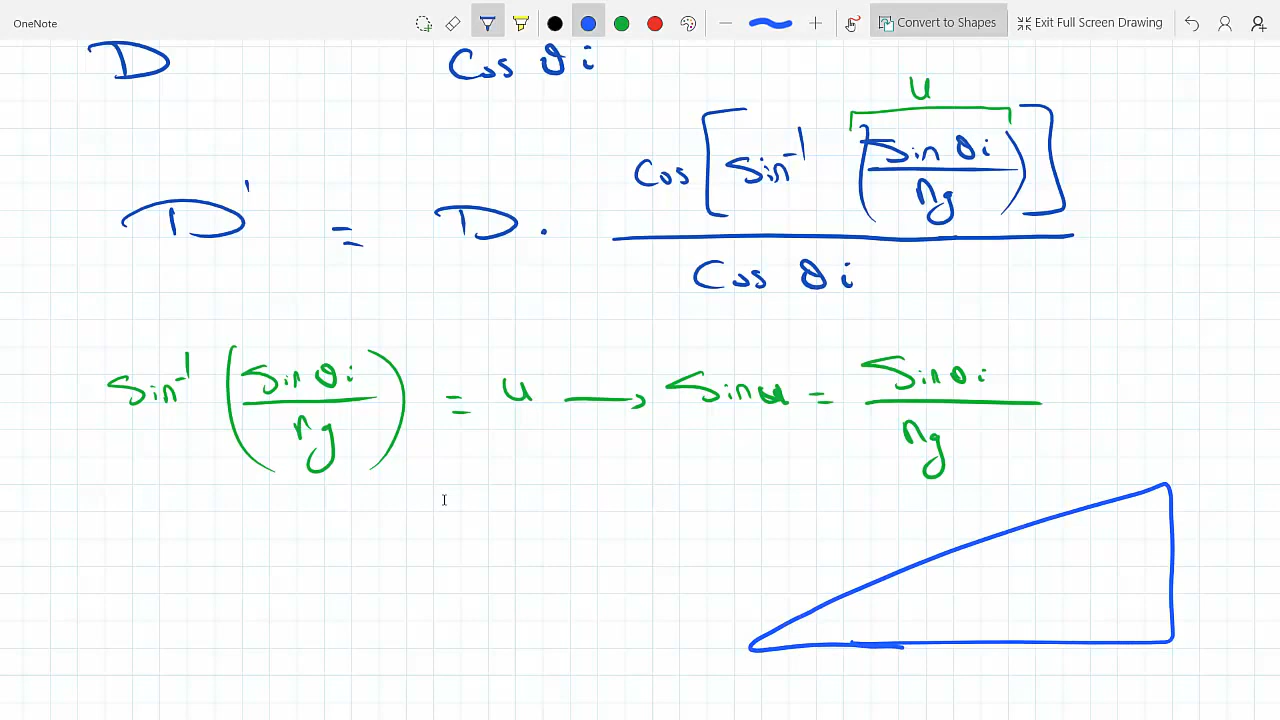 OneNote
Convert to Shapes
Exit Full Screen Drawing
D
Cos θi
u
D' = D · cos[sin⁻¹(sin θi / ng)] / Cos θi
sin⁻¹(sin θi / ng) = u → sin u = sin θi / ng